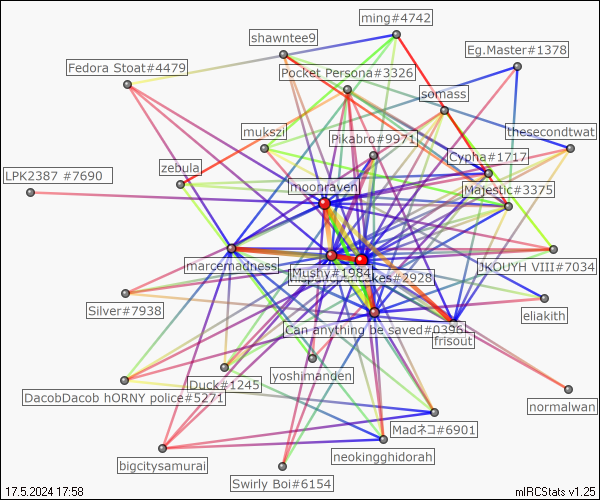 ming#4742
shawntee9
Eg.Master#1378
Fedora Stoat#4479
Pocket Persona#3326
somass
mukszi
Pikabro#9971
thesecondtwat
zebula
Cypha#1717
LPK2387 #7690
moonraven
Majestic#3375
marcemadness
JKOUYH VIII#7034
Mushy#1984
cakes#2928
Silver#7938
eliakith
Can anything be saved#0396
frisout
yoshimanden
Duck#1245
DacobDacob hORNY police#5271
normalwan
Madネコ#6901
neokingghidorah
bigcitysamurai
Swirly Boi#6154
17.5.2024 17:58
mIRCStats v1.25